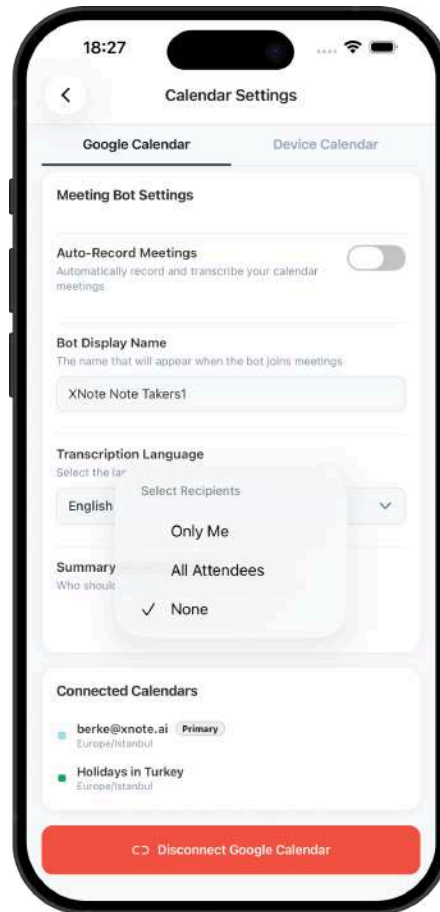 18:27
Calendar Settings
Google Calendar
Device Calendar
Meeting Bot Settings
Auto-Record Meetings
Automatically record and transcribe your calendar
meetings
Bot Display Name
The name that will appear when the bot joins meetings
XNote Note Takers1
Transcription Language
Select the
English
Select Recipients
Only Me
All Attendees
None
Summary
Who should
Connected Calendars
berke@xnote.ai Primary
Europe/Istanbul
Holidays in Turkey
Europe/Istanbul
Disconnect Google Calendar